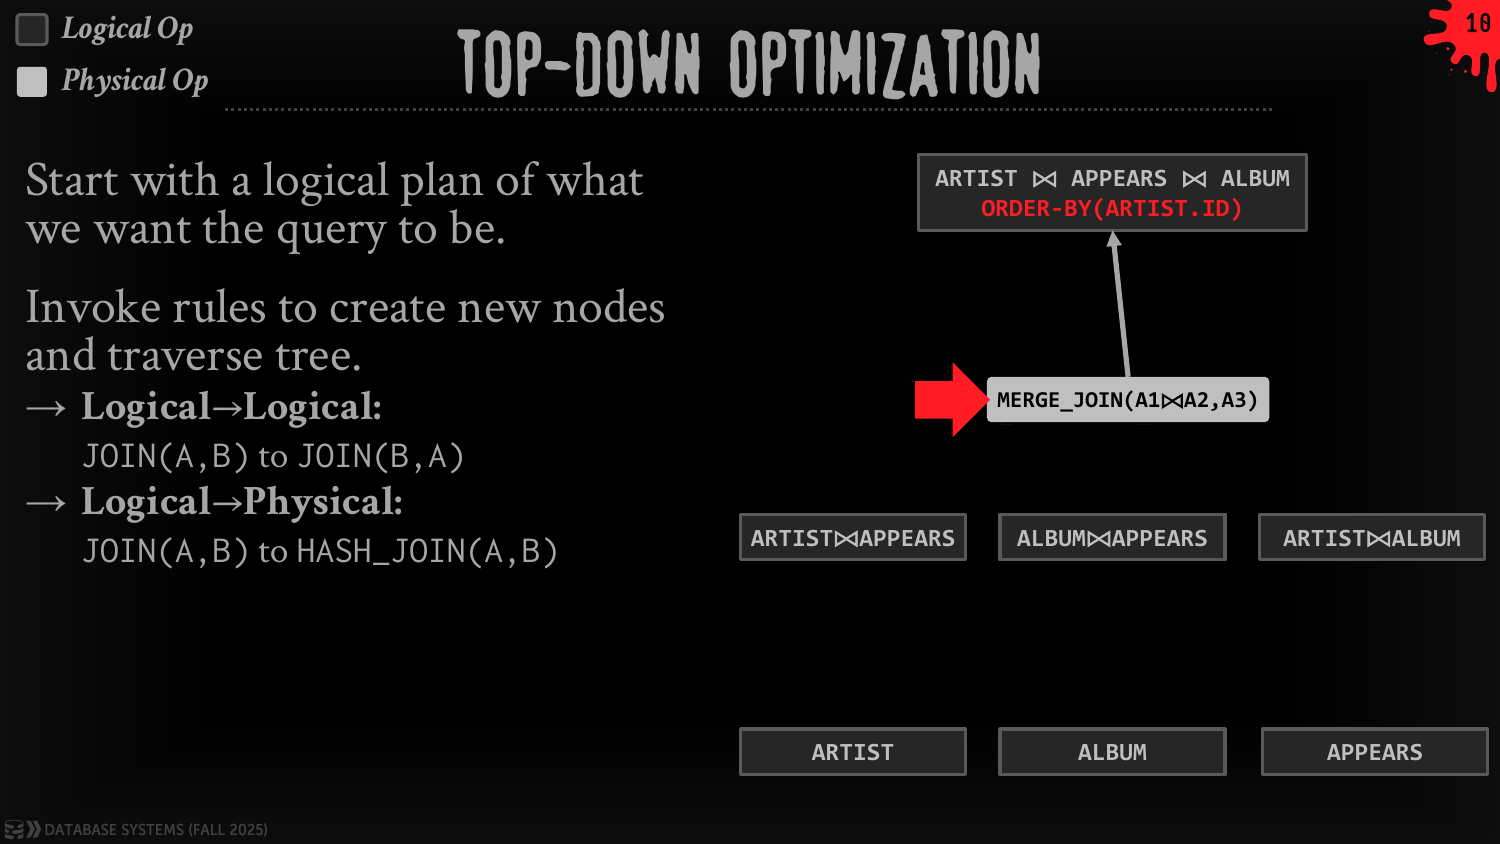 Logical Op
Physical Op
TOP-DOWN OPTIMIZATION
10
Start with a logical plan of what
we want the query to be.
Invoke rules to create new nodes
and traverse tree.
→ Logical→Logical:
JOIN(A,B) to JOIN(B,A)
→ Logical→Physical:
JOIN(A,B) to HASH_JOIN(A,B)
ARTIST ⋈ APPEARS ⋈ ALBUM
ORDER-BY(ARTIST.ID)
MERGE_JOIN(A1⋈A2,A3)
ARTIST⋈APPEARS
ALBUM⋈APPEARS
ARTIST⋈ALBUM
ARTIST
ALBUM
APPEARS
DATABASE SYSTEMS (FALL 2025)